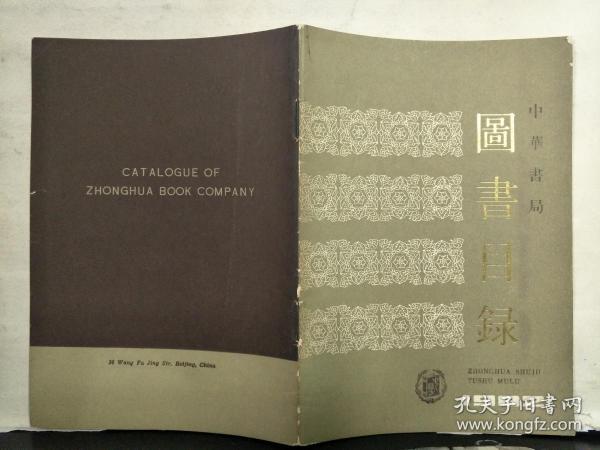 中華書局
圖書目録
ZHONGHUA SHUJU
TUSHU MULU
CATALOGUE OF
ZHONGHUA BOOK COMPANY
36 Wang Fu Jing Str. Beijing, China
孔夫子旧书网
www.kongfz.com